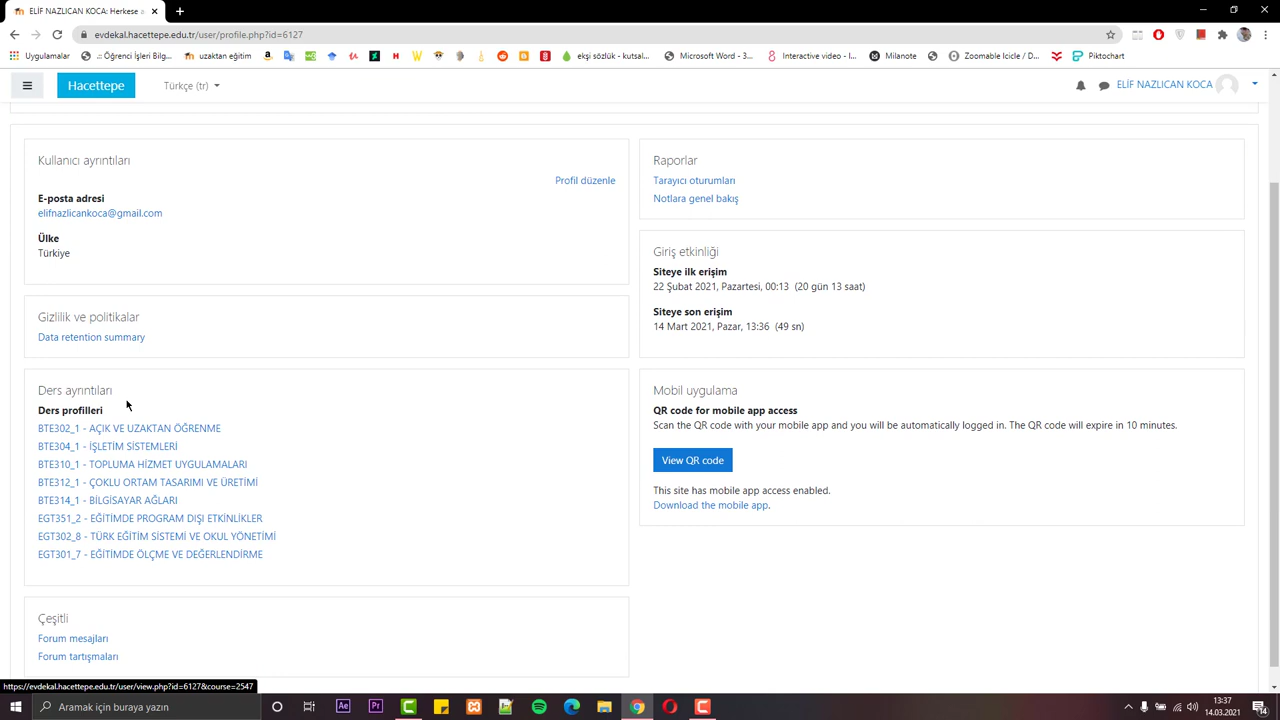 ELİF NAZLICAN KOCA: Herkese a
evdekal.hacettepe.edu.tr/user/profile.php?id=6127
Uygulamalar
.:: Öğrenci İşleri Bilg...
uzaktan eğitim
ekşi sözlük - kutsal...
Microsoft Word - 3...
Interactive video - I...
Milanote
Zoomable Icicle / D...
Piktochart
Hacettepe
Türkçe (tr)
ELİF NAZLICAN KOCA
Kullanıcı ayrıntıları
Profil düzenle
E-posta adresi
elifnazlicankoca@gmail.com
Ülke
Türkiye
Gizlilik ve politikalar
Data retention summary
Ders ayrıntıları
Ders profilleri
BTE302_1 - AÇIK VE UZAKTAN ÖĞRENME
BTE304_1 - İŞLETİM SİSTEMLERİ
BTE310_1 - TOPLUMA HİZMET UYGULAMALARI
BTE312_1 - ÇOKLU ORTAM TASARIMI VE ÜRETİMİ
BTE314_1 - BİLGİSAYAR AĞLARI
EGT351_2 - EĞİTİMDE PROGRAM DIŞI ETKİNLİKLER
EGT302_8 - TÜRK EĞİTİM SİSTEMİ VE OKUL YÖNETİMİ
EGT301_7 - EĞİTİMDE ÖLÇME VE DEĞERLENDİRME
Çeşitli
Forum mesajları
Forum tartışmaları
Raporlar
Tarayıcı oturumları
Notlara genel bakış
Giriş etkinliği
Siteye ilk erişim
22 Şubat 2021, Pazartesi, 00:13 (20 gün 13 saat)
Siteye son erişim
14 Mart 2021, Pazar, 13:36 (49 sn)
Mobil uygulama
QR code for mobile app access
Scan the QR code with your mobile app and you will be automatically logged in. The QR code will expire in 10 minutes.
View QR code
This site has mobile app access enabled.
Download the mobile app.
https://evdekal.hacettepe.edu.tr/user/view.php?id=6127&course=2547
Aramak için buraya yazın
Ae
Pr
13:37
14.03.2021
14